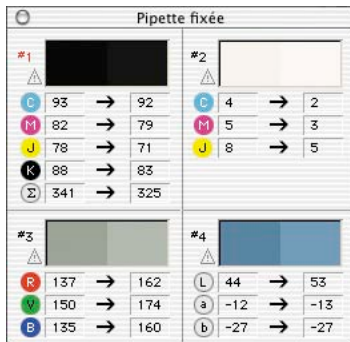 Pipette fixée
#1
C 93 → 92
M 82 → 79
J 78 → 71
K 88 → 83
Σ 341 → 325
#2
C 4 → 2
M 5 → 3
J 8 → 5
#3
R 137 → 162
V 150 → 174
B 135 → 160
#4
L 44 → 53
a -12 → -13
b -27 → -27